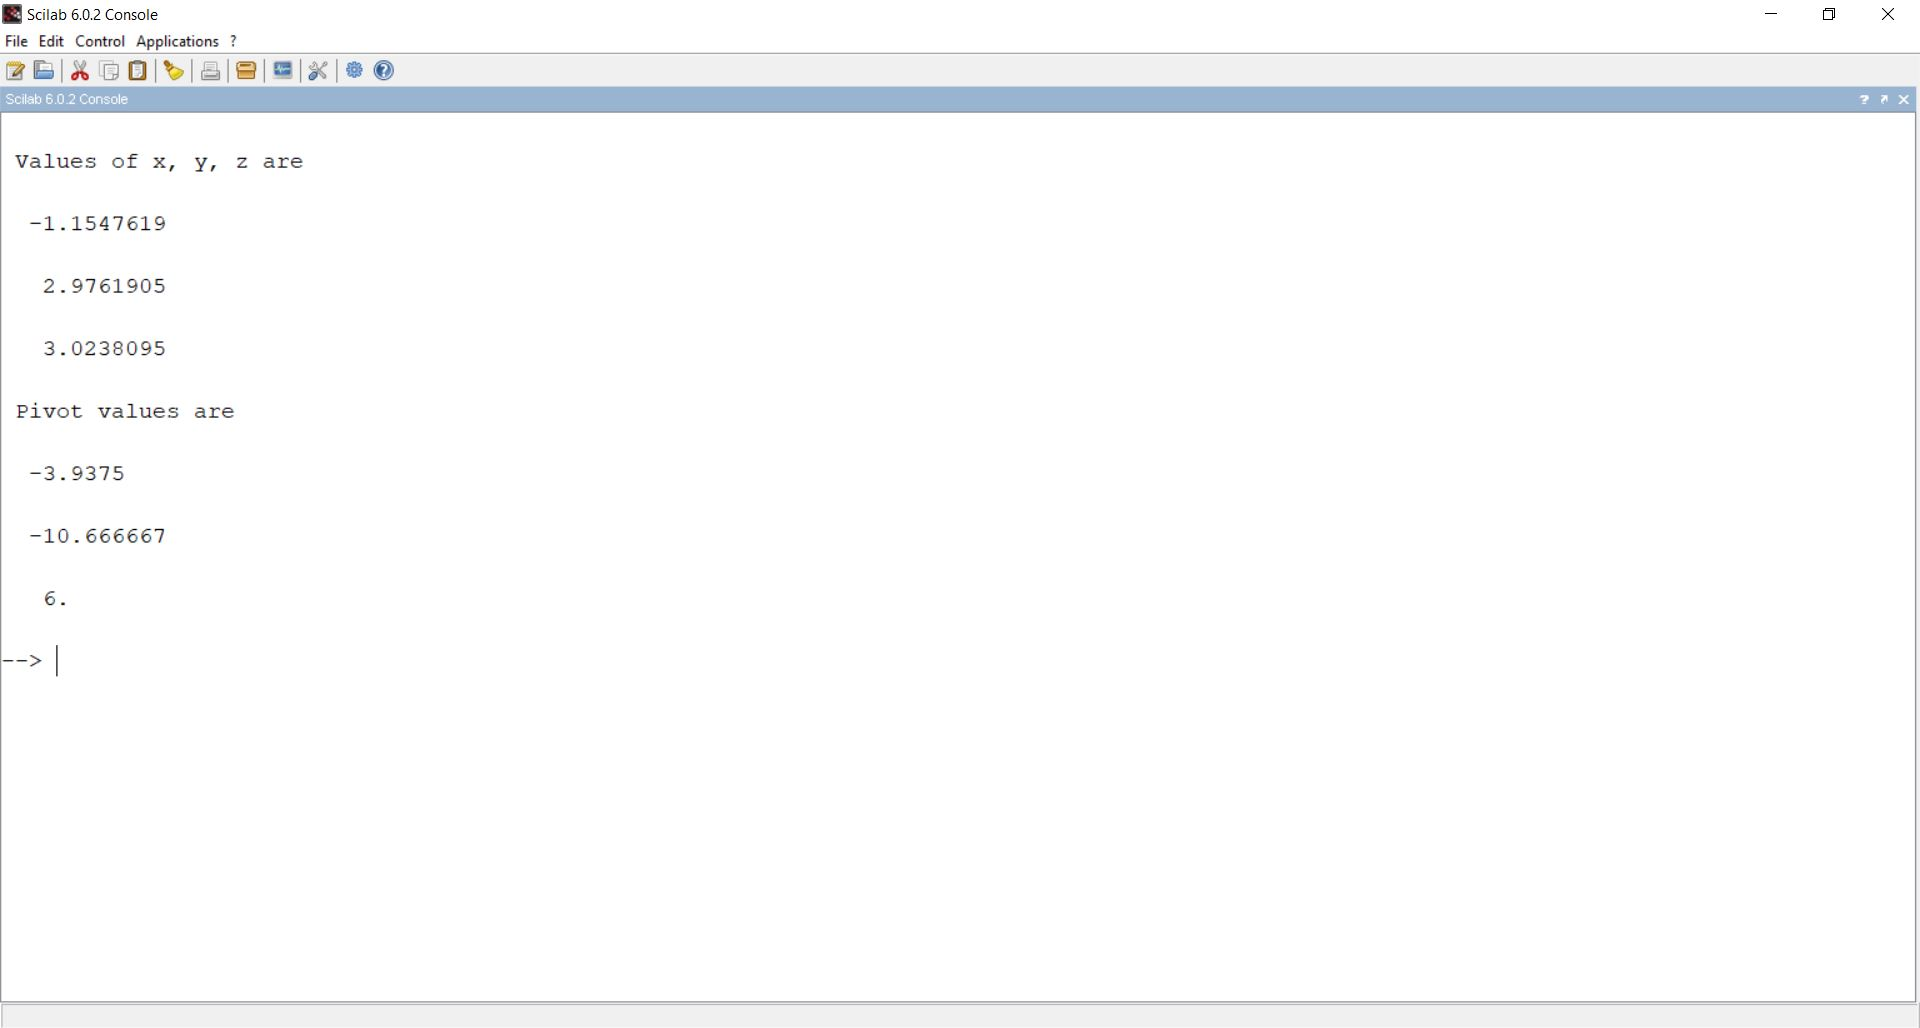 Scilab 6.0.2 Console
File Edit Control Applications ?
Scilab 6.0.2 Console
Values of x, y, z are
-1.1547619
2.9761905
3.0238095
Pivot values are
-3.9375
-10.666667
6.
-->